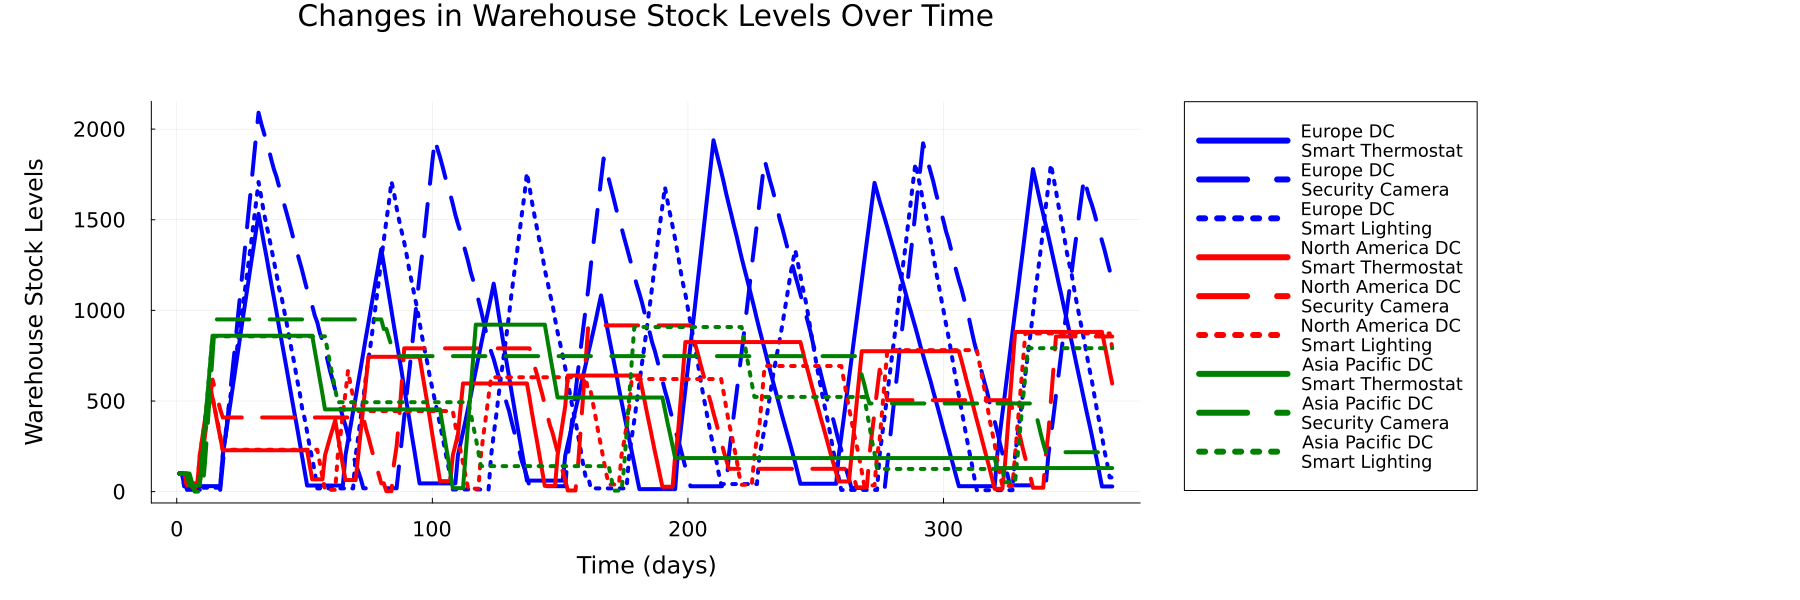 Changes in Warehouse Stock Levels Over Time
Warehouse Stock Levels
2000
1500
1000
500
0
0 100 200 300
Time (days)
Europe DC
Smart Thermostat
Europe DC
Security Camera
Europe DC
Smart Lighting
North America DC
Smart Thermostat
North America DC
Security Camera
North America DC
Smart Lighting
Asia Pacific DC
Smart Thermostat
Asia Pacific DC
Security Camera
Asia Pacific DC
Smart Lighting